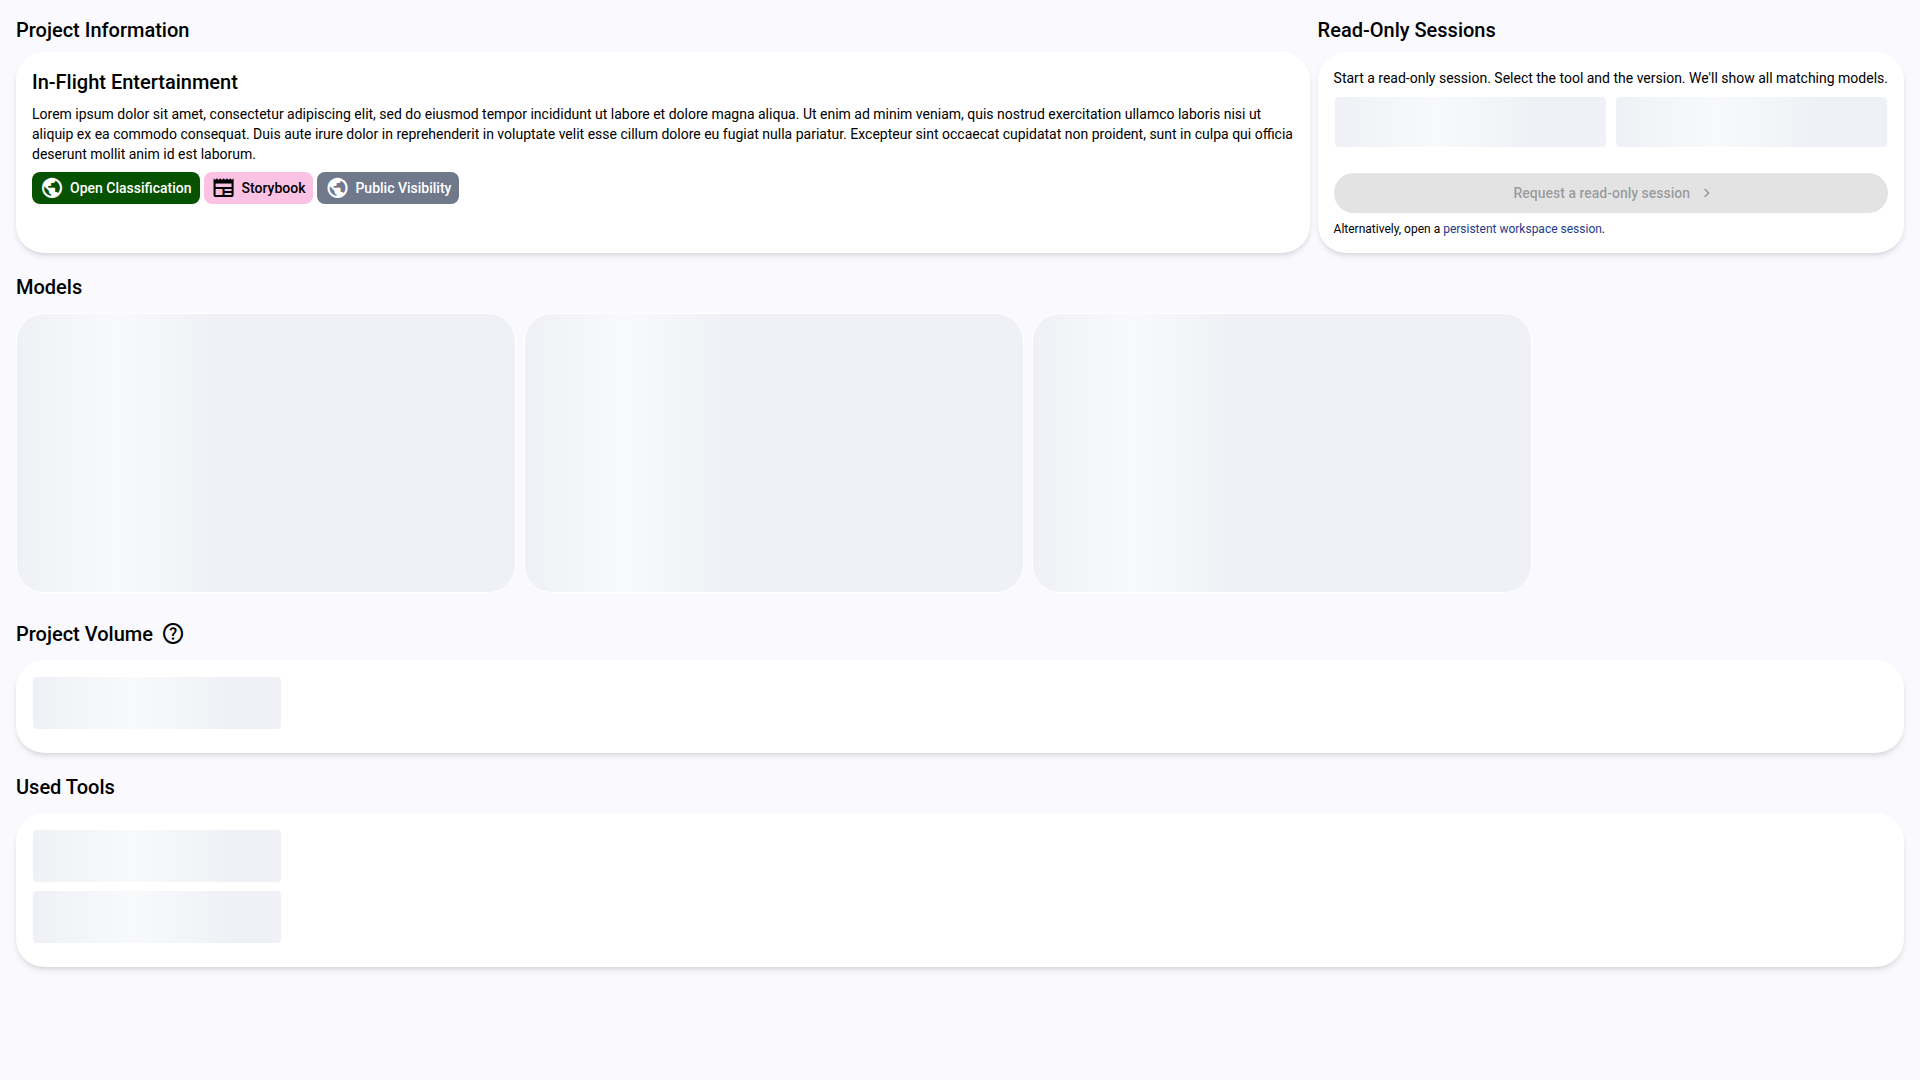 Project Information
In-Flight Entertainment
Lorem ipsum dolor sit amet, consectetur adipiscing elit, sed do eiusmod tempor incididunt ut labore et dolore magna aliqua. Ut enim ad minim veniam, quis nostrud exercitation ullamco laboris nisi ut
aliquip ex ea commodo consequat. Duis aute irure dolor in reprehenderit in voluptate velit esse cillum dolore eu fugiat nulla pariatur. Excepteur sint occaecat cupidatat non proident, sunt in culpa qui officia
deserunt mollit anim id est laborum.
Open Classification
Storybook
Public Visibility
Read-Only Sessions
Start a read-only session. Select the tool and the version. We'll show all matching models.
Request a read-only session
Alternatively, open a persistent workspace session.
Models
Project Volume
Used Tools